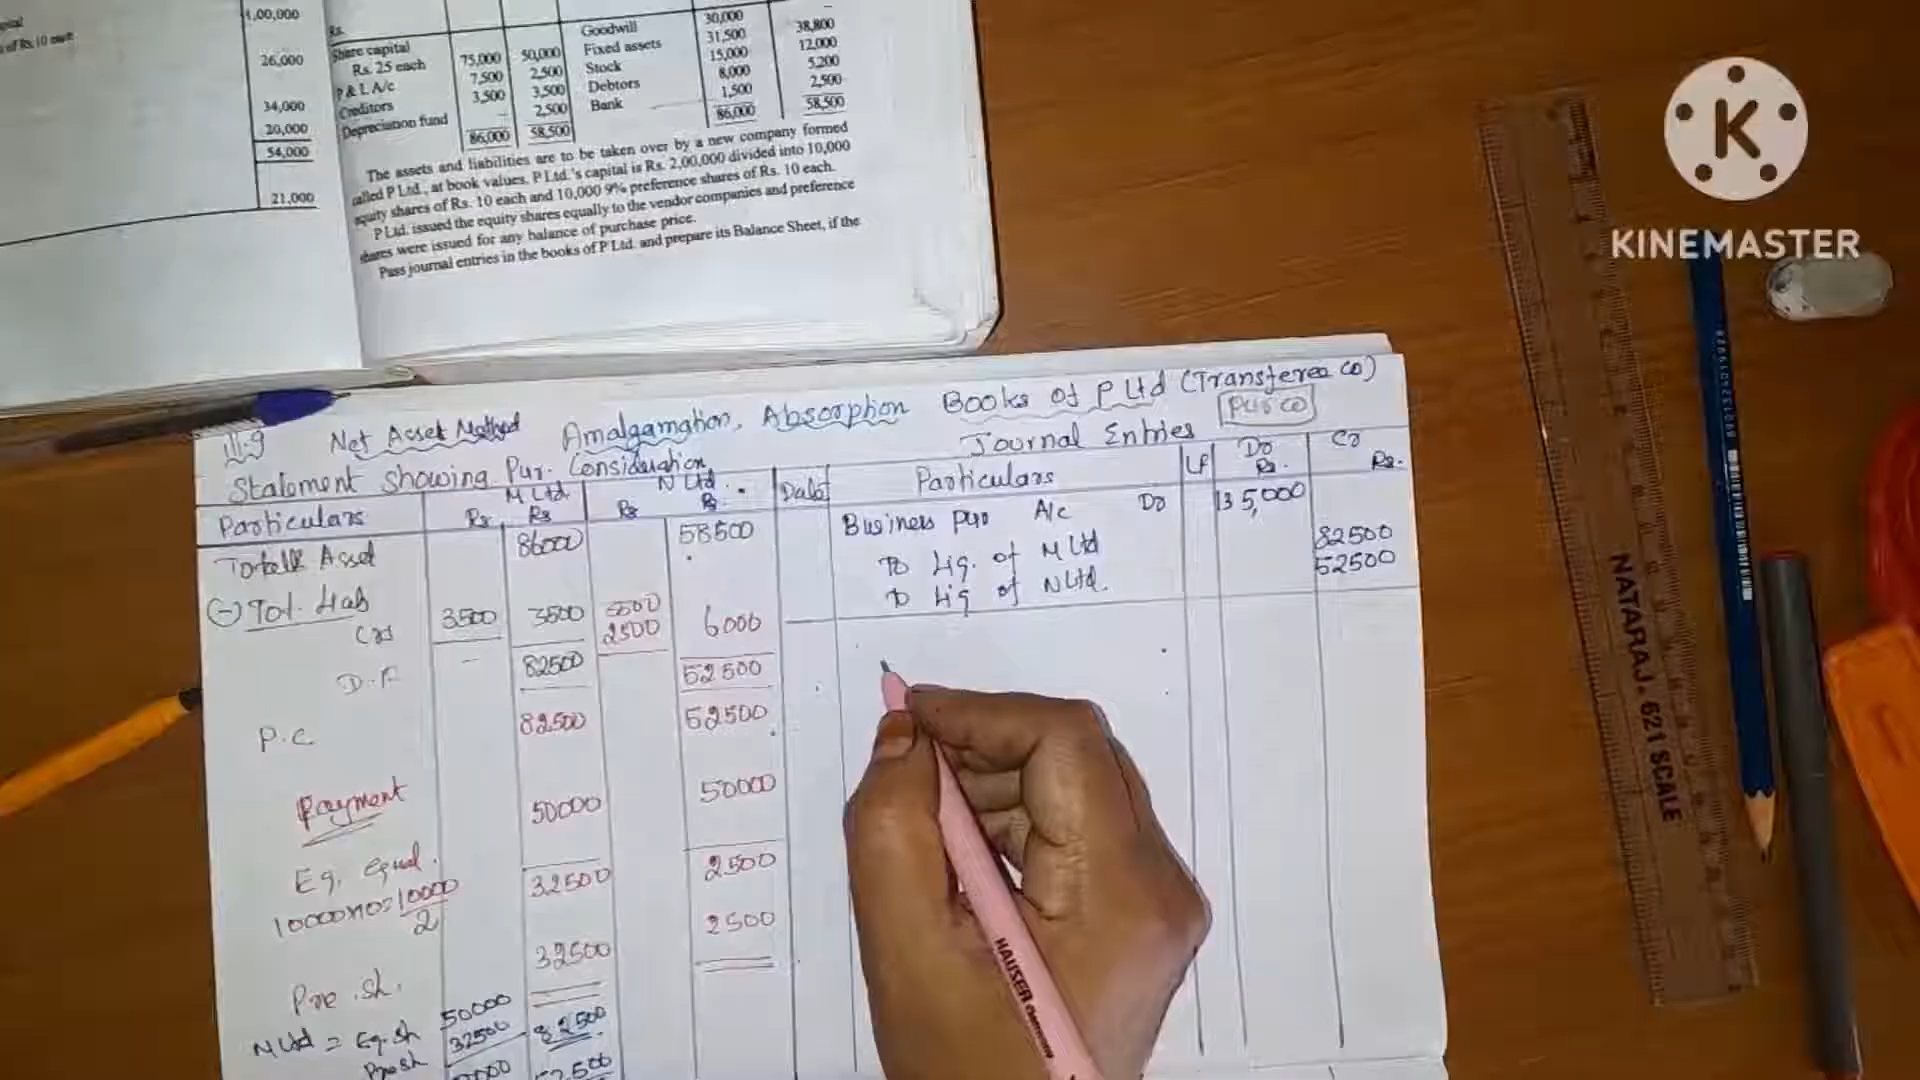 1,00,000
of Rs.10 each
26,000
34,000
20,000
54,000
21,000
Rs.
Share capital
Rs. 25 each 75,000 50,000
P & L A/c 7,500 2,500
Creditors 3,500 3,500
Depreciation fund 2,500
86,000 58,500
Goodwill 30,000
Fixed assets 31,500 38,800
Stock 15,000 12,000
Debtors 8,000 5,200
Bank 1,500 2,500
86,000 58,500
The assets and liabilities are to be taken over by a new company formed
called P Ltd., at book values. P Ltd.'s capital is Rs. 2,00,000 divided into 10,000
equity shares of Rs. 10 each and 10,000 9% preference shares of Rs. 10 each.
P Ltd. issued the equity shares equally to the vendor companies and preference
shares were issued for any balance of purchase price.
Pass journal entries in the books of P Ltd. and prepare its Balance Sheet, if the
K
KINEMASTER
NATARAJ-621 SCALE
HAUSER
III.9 Net Asset Method Amalgamation, Absorption Books of P Ltd (Transferee co)
Pur co
Statement Showing Pur. Consideration
Particulars M Ltd N Ltd
Rs Rs Rs Rs
Total Asset 86000 58500
(-) Tot. Liab
Crs 3500 3500 3500
D.F - 2500 6000
82500 52500
P.C. 82500 52500
Payment
Eq. equal. 50000 50000
10000x10=10000
2
32500 2500
Pre.sh. 32500 2500
Eq.sh 50000
Pre sh 32500 82500
Journal Entries
Date Particulars LF Dr Rs. Cr Rs.
Business pur A/c Dr 135,000
To Liq. of M Ltd 82500
To Liq of N Ltd. 52500